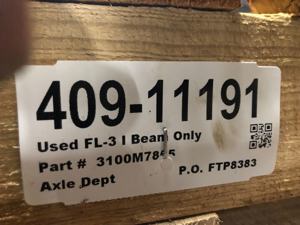 409-11191
Used FL-3 I Beam Only
Part #
P.O. FTP8383
Axle Dept